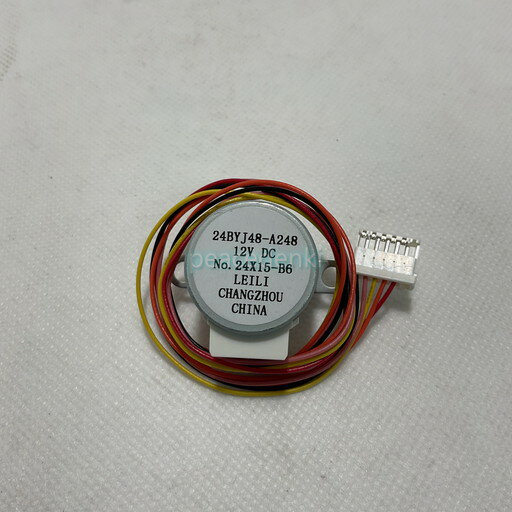 24BYJ48-A248
12V DC
No. 24X15-B6
LEILI
CHANGZHOU
CHINA